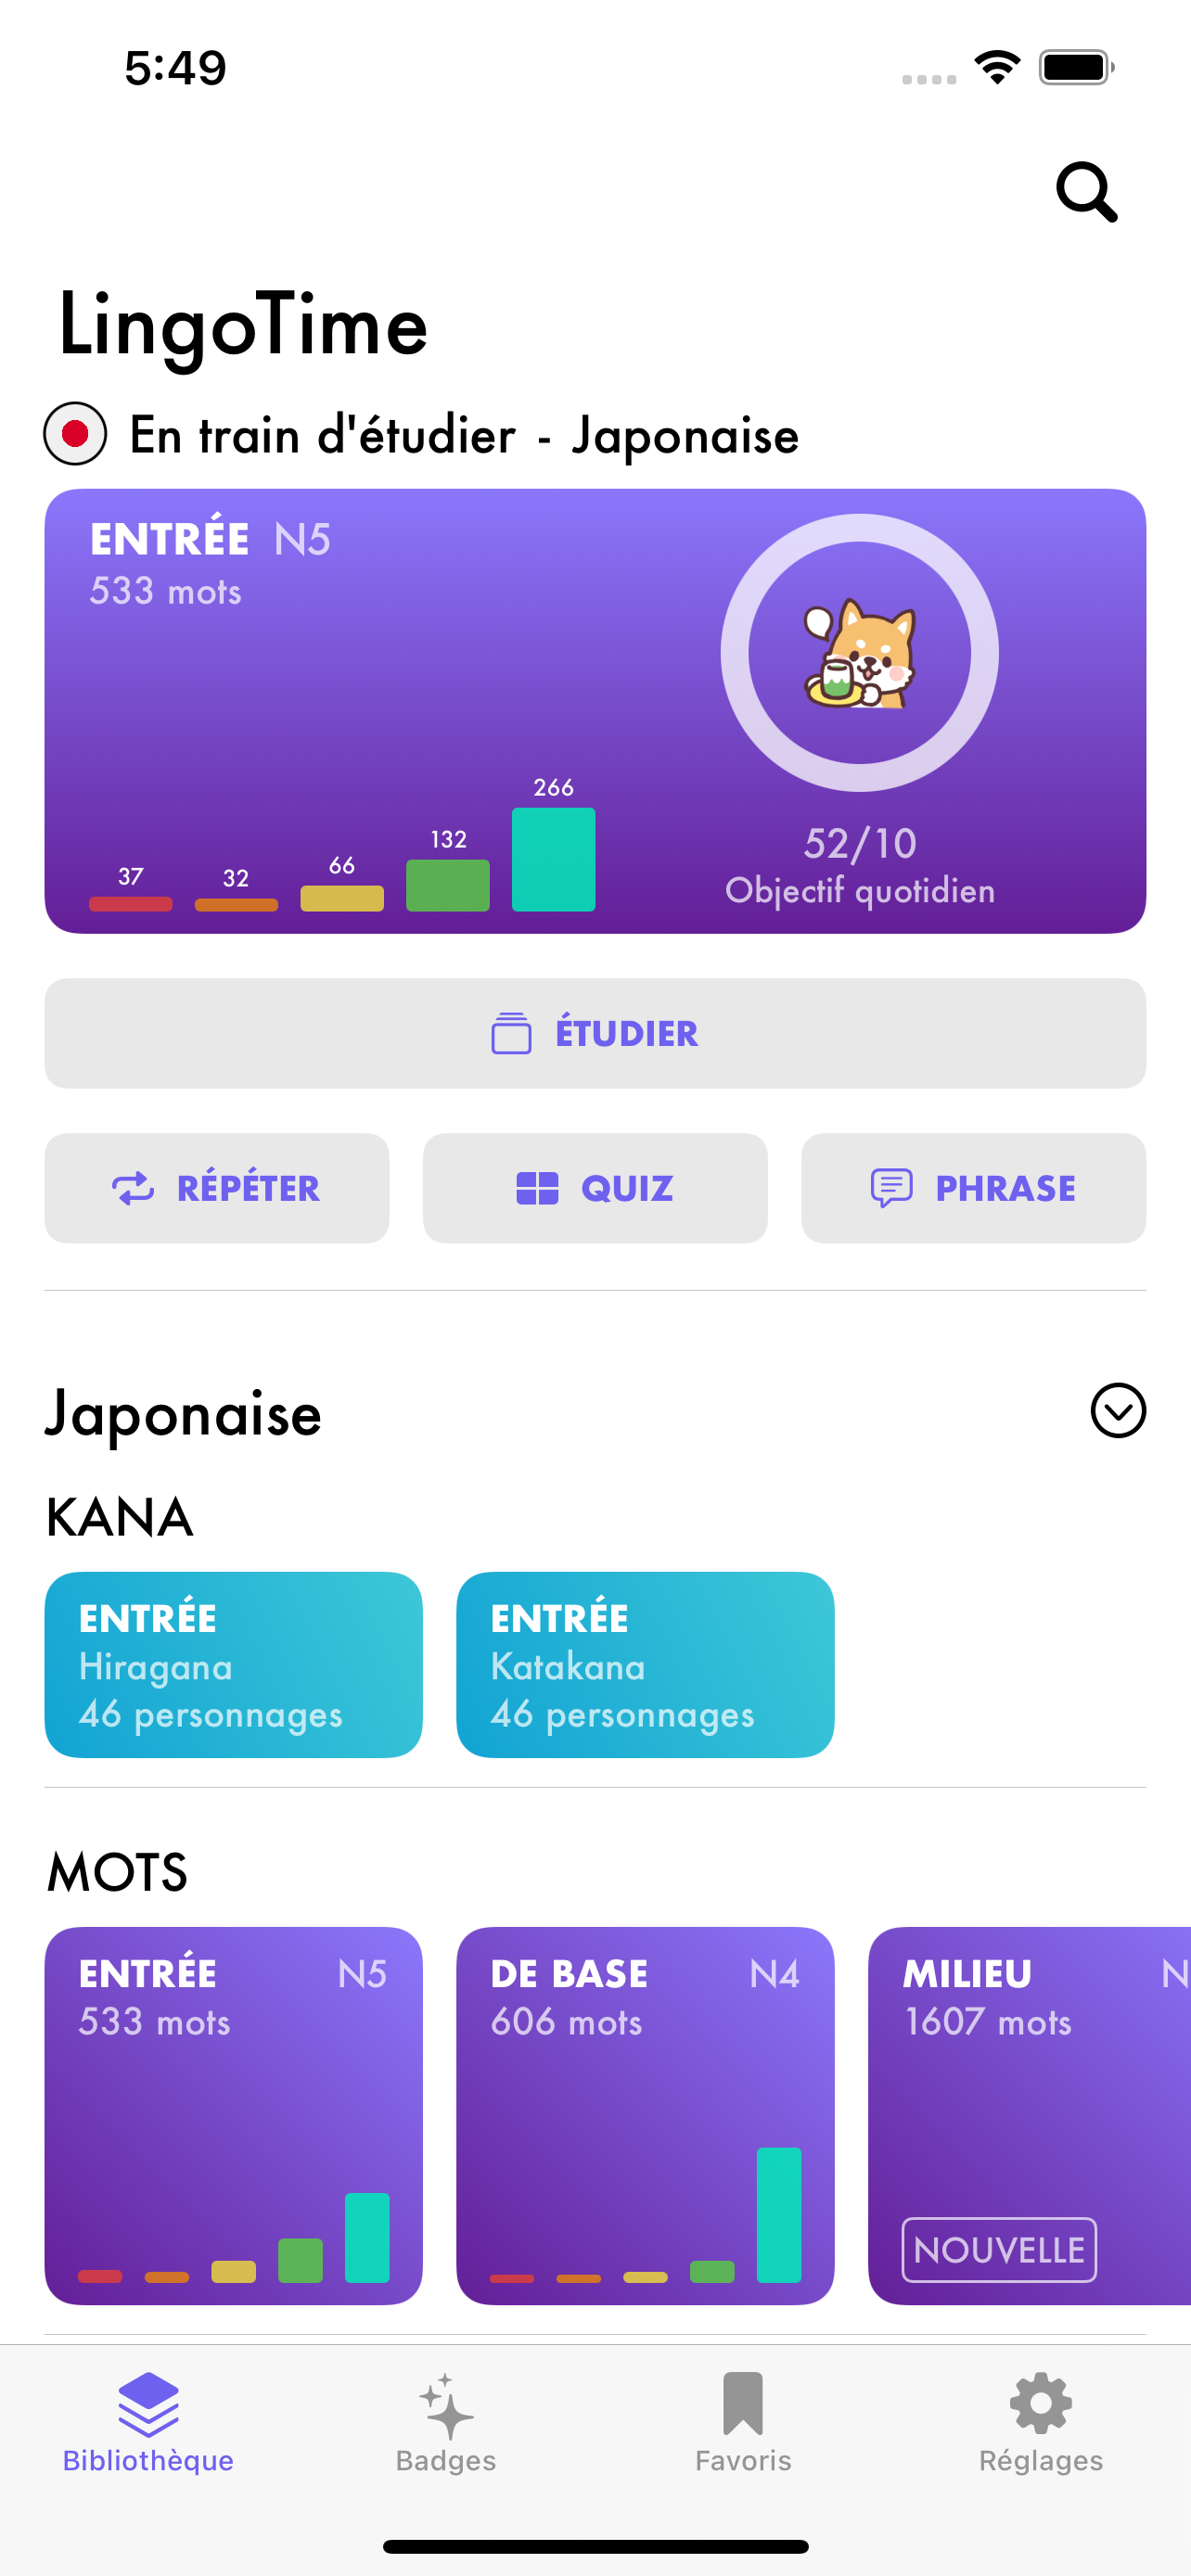 5:49
LingoTime
En train d'étudier - Japonaise
ENTRÉE N5
533 mots
37
32
66
132
266
52/10
Objectif quotidien
ÉTUDIER
RÉPÉTER
QUIZ
PHRASE
Japonaise
KANA
ENTRÉE
Hiragana
46 personnages
ENTRÉE
Katakana
46 personnages
MOTS
ENTRÉE N5
533 mots
DE BASE N4
606 mots
MILIEU N
1607 mots
NOUVELLE
Bibliothèque
Badges
Favoris
Réglages